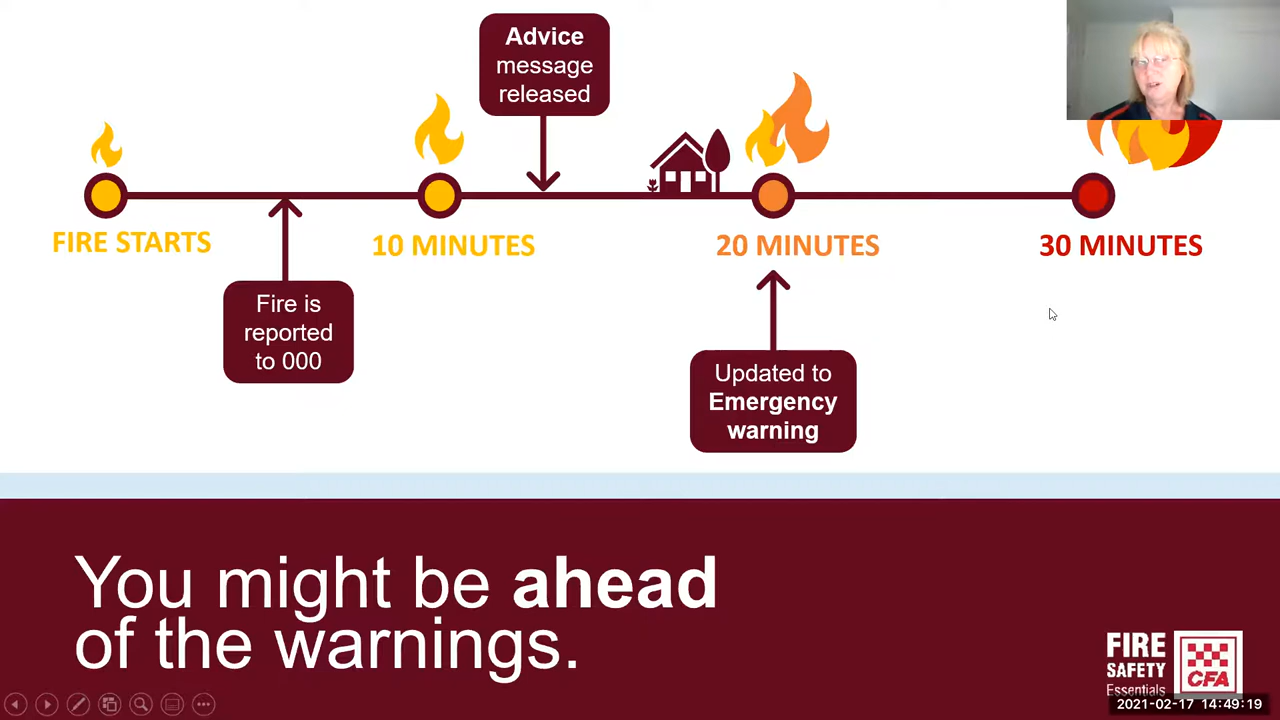 Advice
message
released
FIRE STARTS
10 MINUTES
20 MINUTES
30 MINUTES
Fire is
reported
to 000
Updated to
Emergency
warning
You might be ahead
of the warnings.
FIRE
SAFETY
Essentials
CFA
2021-02-17 14:49:19